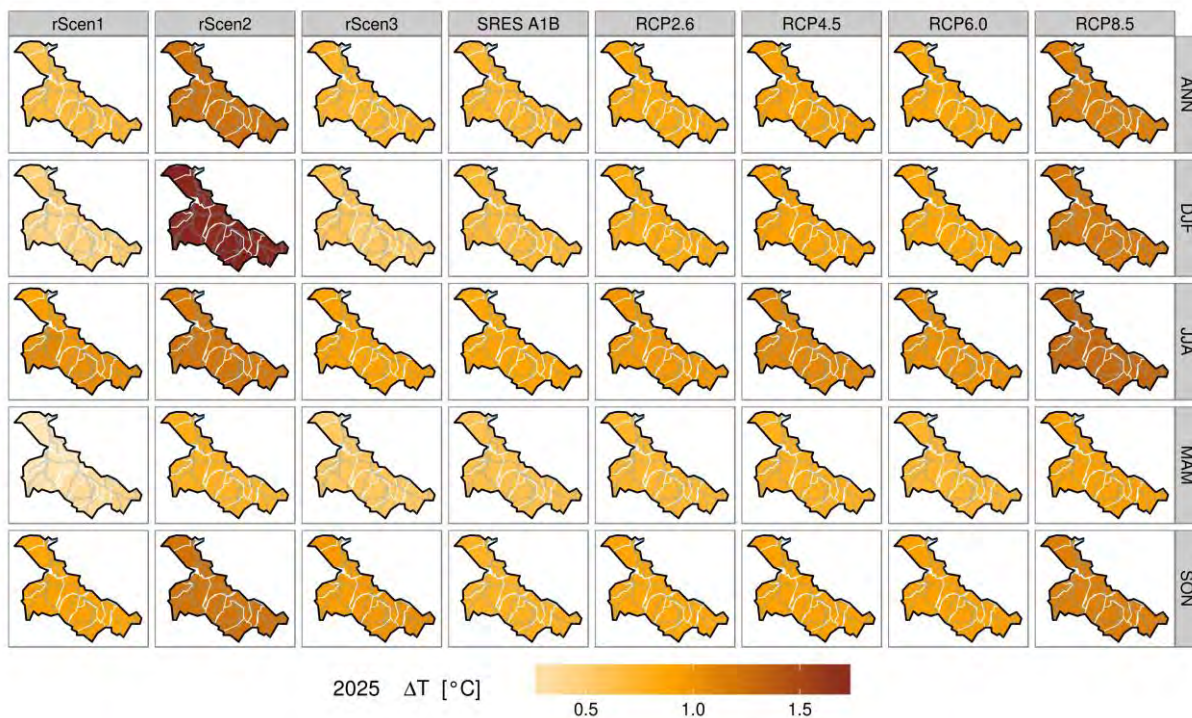 rScen1 rScen2 rScen3 SRES A1B RCP2.6 RCP4.5 RCP6.0 RCP8.5
ANN
DJF
JJA
MAM
SON
2025 ΔT [°C]
0.5 1.0 1.5